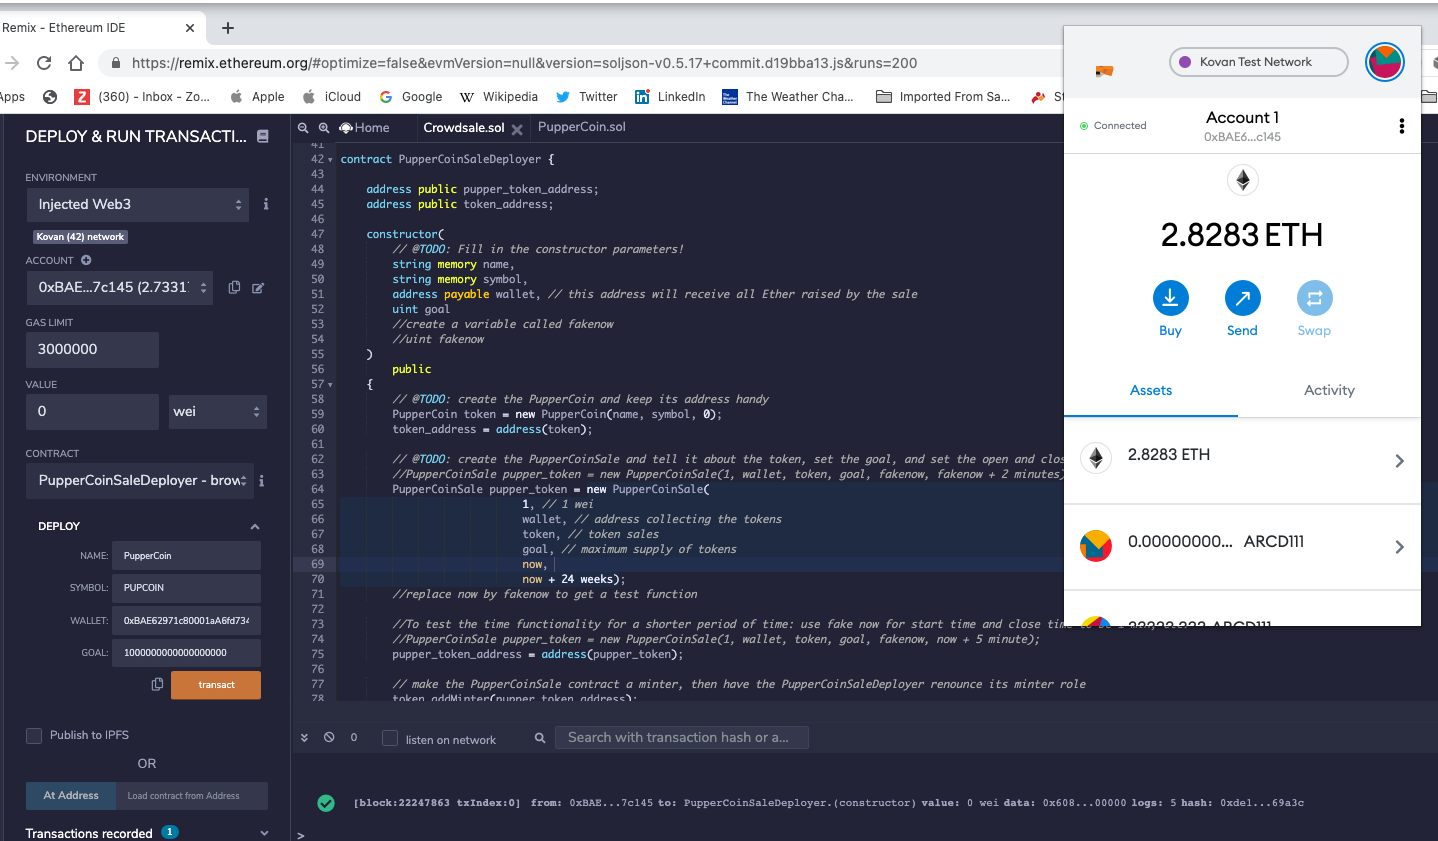 Remix - Ethereum IDE
https://remix.ethereum.org/#optimize=false&evmVersion=null&version=soljson-v0.5.17+commit.d19bba13.js&runs=200
Apps (360) - Inbox - Zo... Apple iCloud Google Wikipedia Twitter LinkedIn The Weather Cha... Imported From Sa...
DEPLOY & RUN TRANSACTI...
ENVIRONMENT
Injected Web3
Kovan (42) network
ACCOUNT
0xBAE...7c145 (2.7331
GAS LIMIT
3000000
VALUE
0 wei
CONTRACT
PupperCoinSaleDeployer - brow
DEPLOY
NAME: PupperCoin
SYMBOL: PUPCOIN
WALLET: 0xBAE62971c80001aA6fd734
GOAL: 1000000000000000000
transact
Publish to IPFS
OR
At Address Load contract from Address
Transactions recorded 1
Home Crowdsale.sol PupperCoin.sol
41
42 contract PupperCoinSaleDeployer {
43
44 address public pupper_token_address;
45 address public token_address;
46
47 constructor(
48 // @TODO: Fill in the constructor parameters!
49 string memory name,
50 string memory symbol,
51 address payable wallet, // this address will receive all Ether raised by the sale
52 uint goal
53 //create a variable called fakenow
54 //uint fakenow
55 )
56 public
57 {
58 // @TODO: create the PupperCoin and keep its address handy
59 PupperCoin token = new PupperCoin(name, symbol, 0);
60 token_address = address(token);
61
62 // @TODO: create the PupperCoinSale and tell it about the token, set the goal, and set the open and clos
63 //PupperCoinSale pupper_token = new PupperCoinSale(1, wallet, token, goal, fakenow, fakenow + 2 minutes)
64 PupperCoinSale pupper_token = new PupperCoinSale(
65 1, // 1 wei
66 wallet, // address collecting the tokens
67 token, // token sales
68 goal, // maximum supply of tokens
69 now,
70 now + 24 weeks);
71 //replace now by fakenow to get a test function
72
73 //To test the time functionality for a shorter period of time: use fake now for start time and close time
74 //PupperCoinSale pupper_token = new PupperCoinSale(1, wallet, token, goal, fakenow, now + 5 minute);
75 pupper_token_address = address(pupper_token);
76
77 // make the PupperCoinSale contract a minter, then have the PupperCoinSaleDeployer renounce its minter role
78 token.addMinter(pupper_token_address);
0 listen on network Search with transaction hash or a...
[block:22247863 txIndex:0] from: 0xBAE...7c145 to: PupperCoinSaleDeployer.(constructor) value: 0 wei data: 0x608...00000 logs: 5 hash: 0xde1...69a3c
>
Kovan Test Network
Connected
Account 1
0xBAE6...c145
2.8283 ETH
Buy Send Swap
Assets Activity
2.8283 ETH
0.00000000... ARCD111